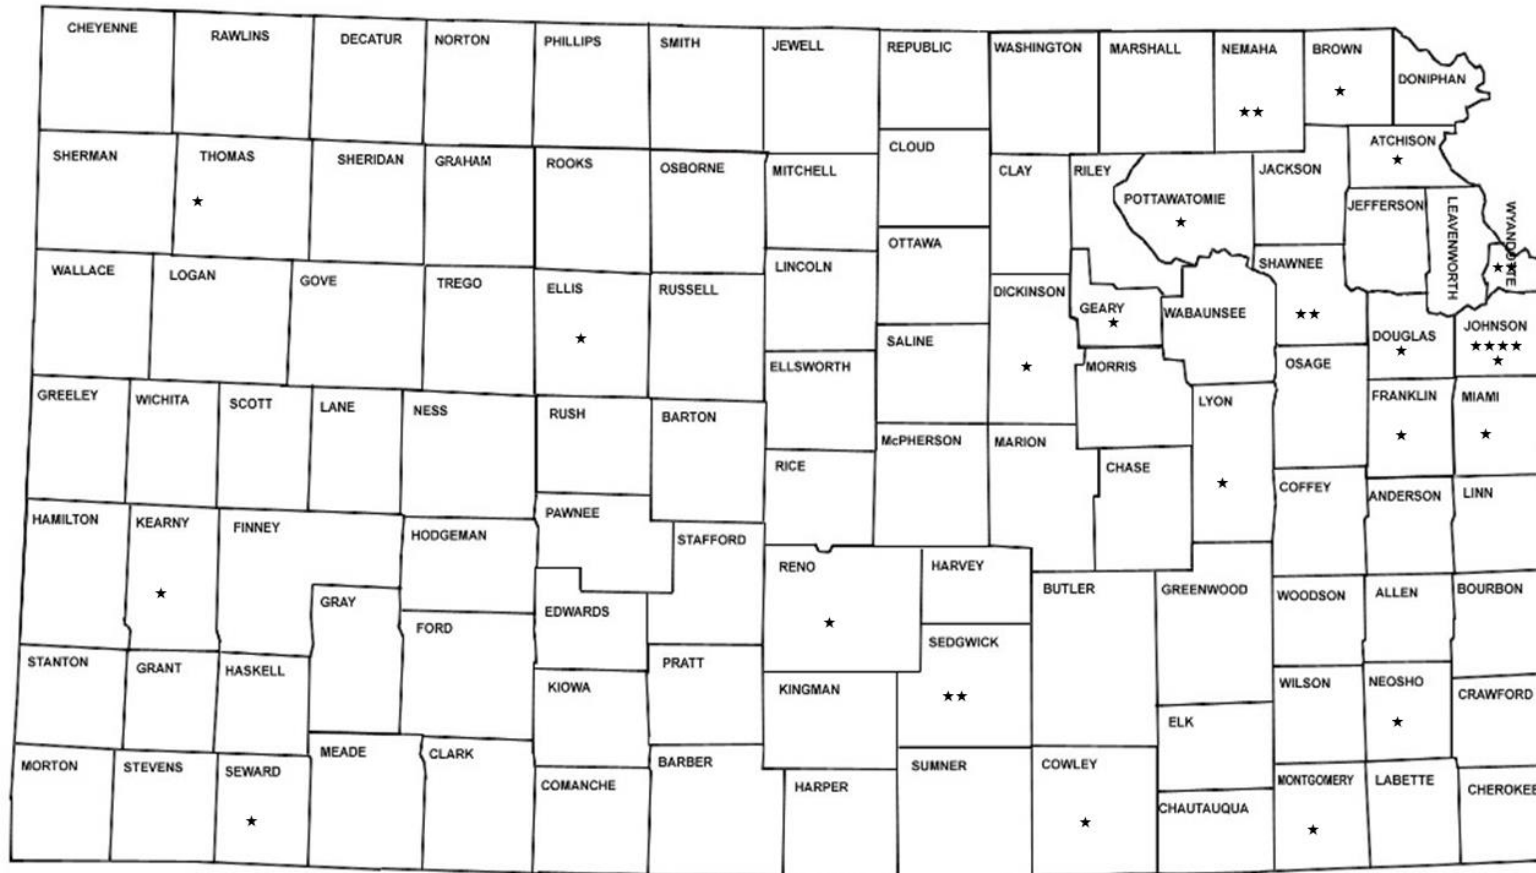 CHEYENNE
RAWLINS
DECATUR
NORTON
PHILLIPS
SMITH
JEWELL
REPUBLIC
WASHINGTON
MARSHALL
NEMAHA
BROWN
DONIPHAN
SHERMAN
THOMAS
SHERIDAN
GRAHAM
ROOKS
OSBORNE
MITCHELL
CLOUD
CLAY
RILEY
POTTAWATOMIE
JACKSON
ATCHISON
JEFFERSON
LEAVENWORTH
WYANDOTTE
WALLACE
LOGAN
GOVE
TREGO
ELLIS
RUSSELL
LINCOLN
OTTAWA
DICKINSON
GEARY
WABAUNSEE
SHAWNEE
DOUGLAS
JOHNSON
SALINE
ELLSWORTH
MORRIS
OSAGE
GREELEY
WICHITA
SCOTT
LANE
NESS
RUSH
BARTON
RICE
McPHERSON
MARION
CHASE
LYON
FRANKLIN
MIAMI
COFFEY
ANDERSON
LINN
HAMILTON
KEARNY
FINNEY
HODGEMAN
PAWNEE
STAFFORD
RENO
HARVEY
BUTLER
GREENWOOD
WOODSON
ALLEN
BOURBON
GRAY
FORD
EDWARDS
SEDGWICK
STANTON
GRANT
HASKELL
KIOWA
PRATT
KINGMAN
ELK
WILSON
NEOSHO
CRAWFORD
MORTON
STEVENS
SEWARD
MEADE
CLARK
COMANCHE
BARBER
HARPER
SUMNER
COWLEY
CHAUTAUQUA
MONTGOMERY
LABETTE
CHEROKEE